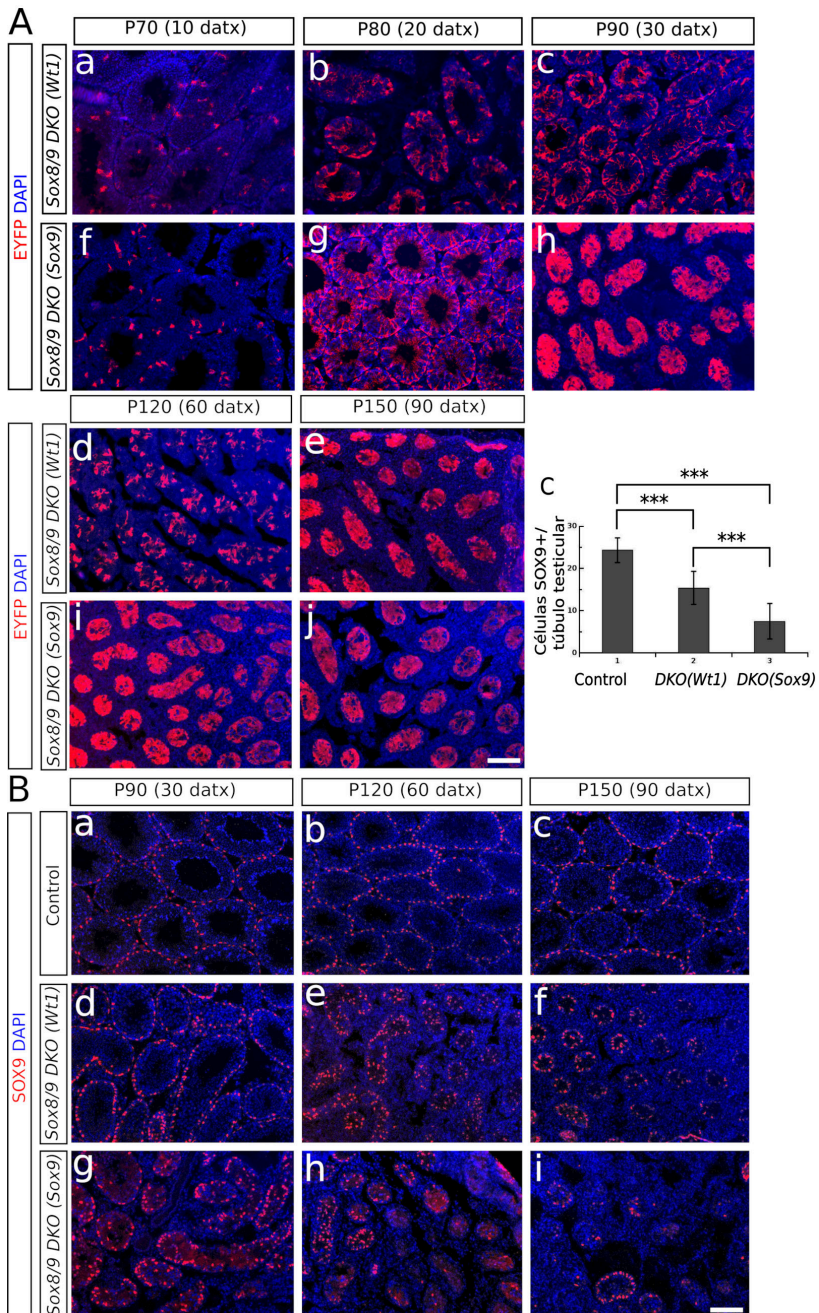 A
P70 (10 datx)
P80 (20 datx)
P90 (30 datx)
EYFP DAPI
Sox8/9 DKO (Wt1)
a
b
c
Sox8/9 DKO (Sox9)
f
g
h
P120 (60 datx)
P150 (90 datx)
EYFP DAPI
Sox8/9 DKO (Wt1)
d
e
Sox8/9 DKO (Sox9)
i
j
C
***
***
***
Células SOX9+/
túbulo testicular
30
20
10
0
1
2
3
Control
DKO(Wt1)
DKO(Sox9)
B
P90 (30 datx)
P120 (60 datx)
P150 (90 datx)
SOX9 DAPI
Control
a
b
c
Sox8/9 DKO (Wt1)
d
e
f
Sox8/9 DKO (Sox9)
g
h
i